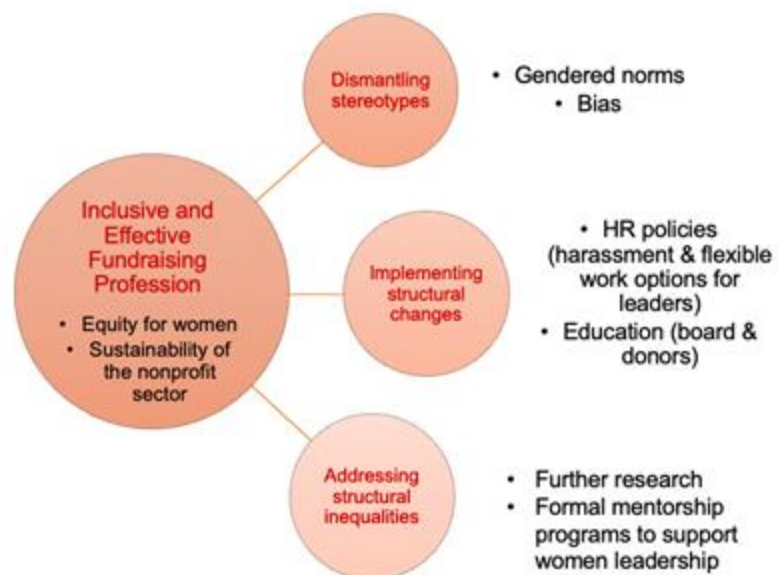 Dismantling
stereotypes
• Gendered norms
• Bias
Inclusive and
Effective
Fundraising
Profession
• Equity for women
• Sustainability of
the nonprofit
sector
Implementing
structural
changes
• HR policies
(harassment & flexible
work options for
leaders)
• Education (board &
donors)
Addressing
structural
inequalities
• Further research
• Formal mentorship
programs to support
women leadership